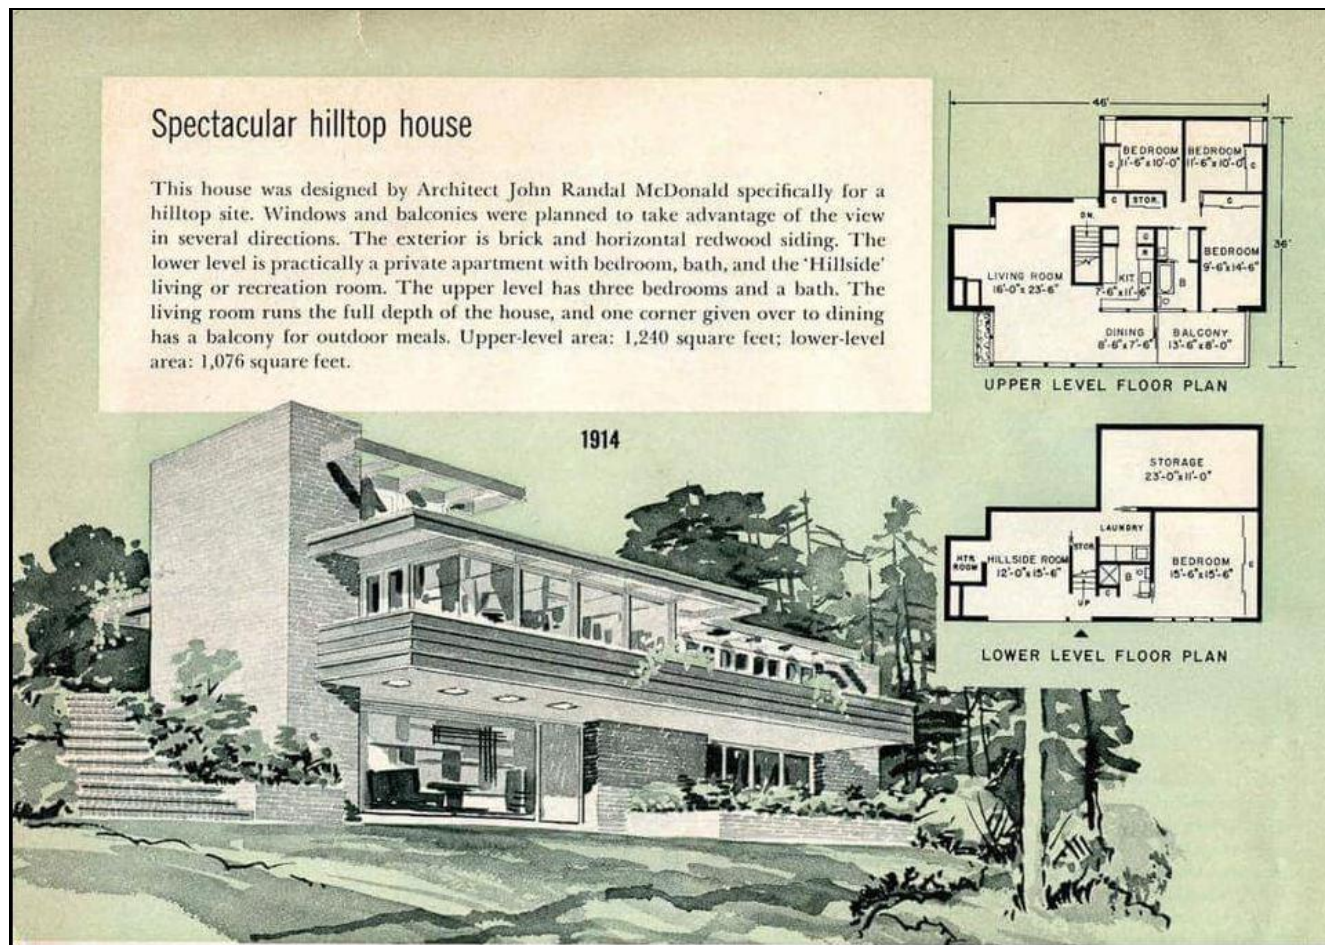 Spectacular hilltop house
This house was designed by Architect John Randal McDonald specifically for a
hilltop site. Windows and balconies were planned to take advantage of the view
in several directions. The exterior is brick and horizontal redwood siding. The
lower level is practically a private apartment with bedroom, bath, and the ‘Hillside’
living or recreation room. The upper level has three bedrooms and a bath. The
living room runs the full depth of the house, and one corner given over to dining
has a balcony for outdoor meals. Upper-level area: 1,240 square feet; lower-level
area: 1,076 square feet.
1914
46'
BEDROOM
11'-6"x10'-0"
BEDROOM
11'-6"x10'-0"
C
C
C
STOR.
C
DN.
36'
BEDROOM
9'-6"x14'-6"
LIVING ROOM
16'-0"x 23'-6"
KIT.
7'-6"x11'-6"
B
DINING
8'-6"x7'-6"
BALCONY
13'-6"x8'-0"
UPPER LEVEL FLOOR PLAN
STORAGE
23'-0"x11'-0"
LAUNDRY
STOR.
HTR.
ROOM
HILLSIDE ROOM
12'-0"x15'-6"
BEDROOM
15'-6"x15'-6"
B
C
C
UP
LOWER LEVEL FLOOR PLAN